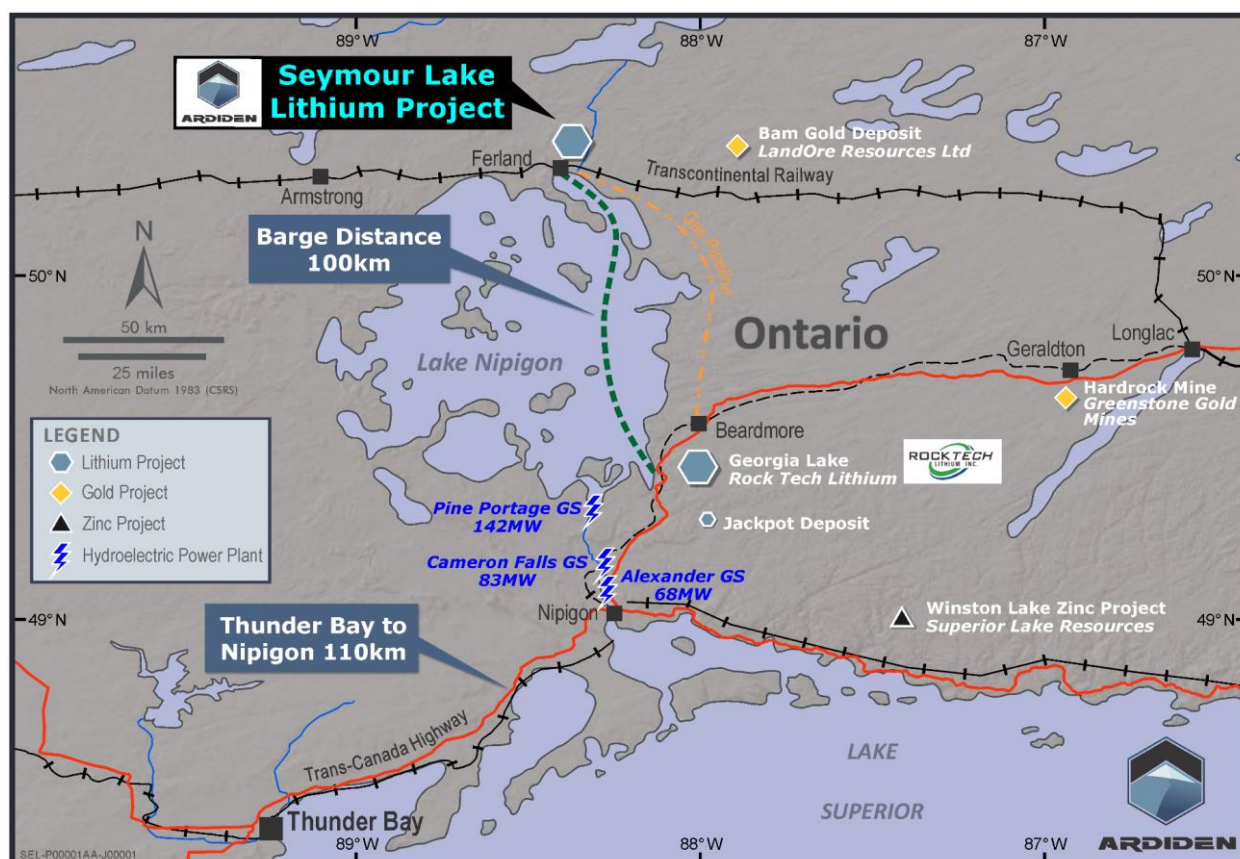 89°W
88°W
87°W
ARDIDEN
Seymour Lake
Lithium Project
Bam Gold Deposit
LandOre Resources Ltd
Ferland
Transcontinental Railway
Armstrong
N
Barge Distance
100km
Gas Pipeline
50°N
50°N
50 km
25 miles
North American Datum 1983 (CSRS)
Lake Nipigon
Ontario
Longlac
Geraldton
Hardrock Mine
Greenstone Gold
Mines
Beardmore
LEGEND
Lithium Project
Gold Project
Zinc Project
Hydroelectric Power Plant
Georgia Lake
Rock Tech Lithium
ROCKTECH
LITHIUM INC.
Pine Portage GS
142MW
Jackpot Deposit
Cameron Falls GS
83MW
Alexander GS
68MW
Nipigon
49°N
49°N
Winston Lake Zinc Project
Superior Lake Resources
Thunder Bay to
Nipigon 110km
Trans-Canada Highway
LAKE
SUPERIOR
Thunder Bay
ARDIDEN
SEL-P00001AA-J00001
89°W
88°W
87°W